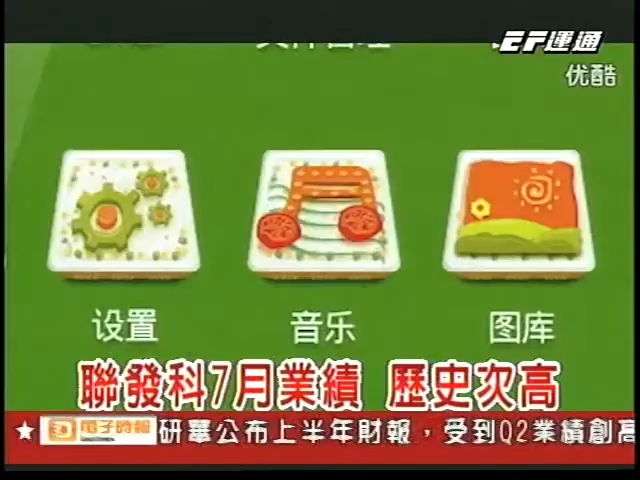 EF運通
优酷
设置
音乐
图库
聯發科7月業績 歷史次高
電子時報
研華公布上半年財報，受到Q2業績創高